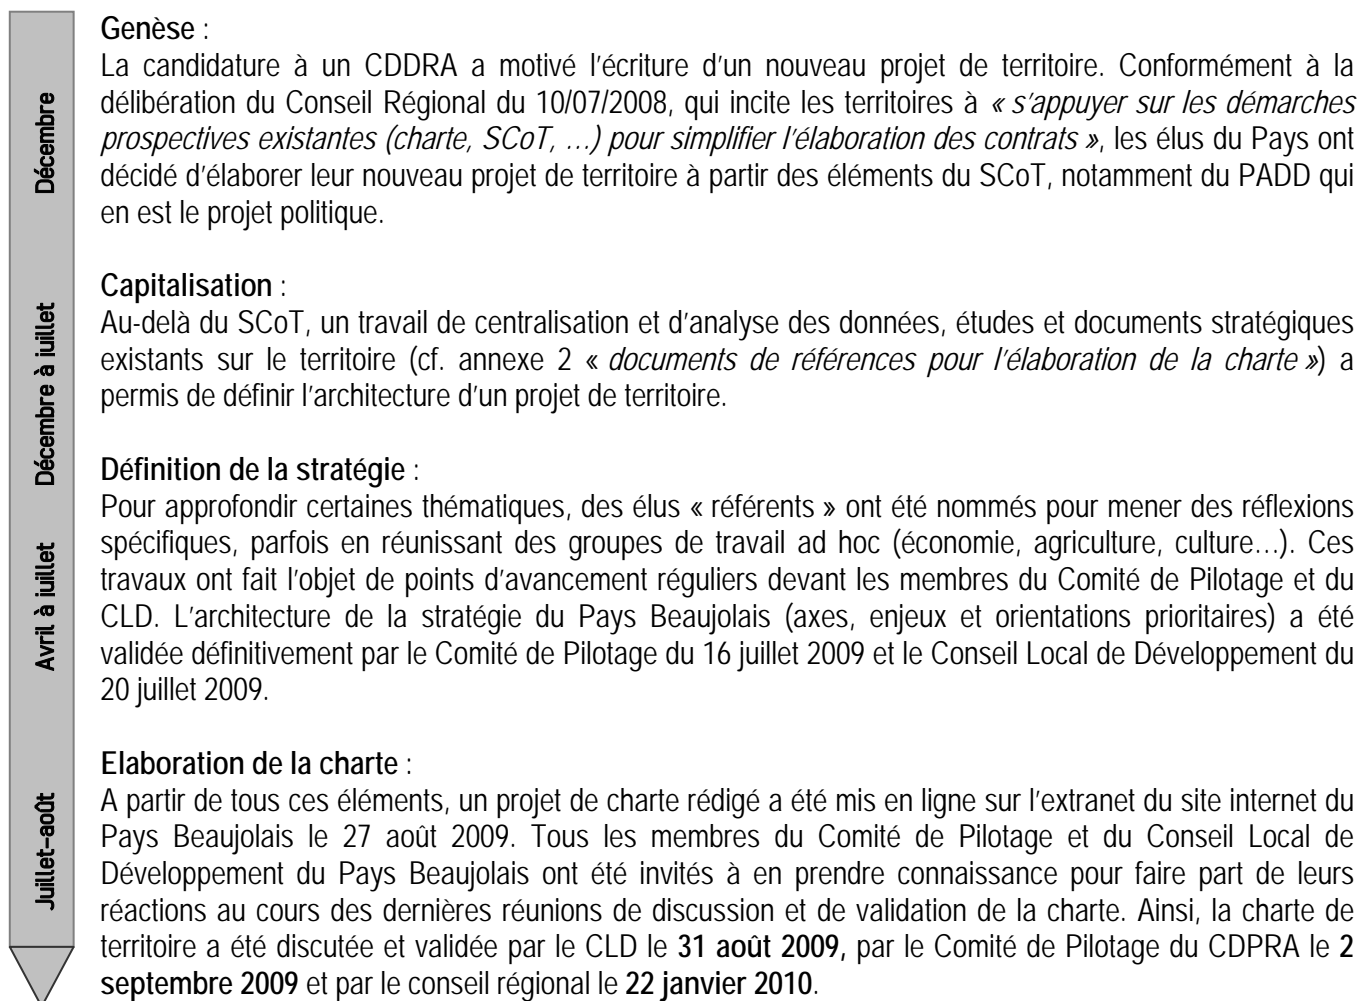 Genèse :
La candidature à un CDDRA a motivé l'écriture d'un nouveau projet de territoire. Conformément à la
délibération du Conseil Régional du 10/07/2008, qui incite les territoires à « s'appuyer sur les démarches
prospectives existantes (charte, SCoT, …) pour simplifier l'élaboration des contrats », les élus du Pays ont
décidé d'élaborer leur nouveau projet de territoire à partir des éléments du SCoT, notamment du PADD qui
en est le projet politique.
Décembre
Capitalisation :
Au-delà du SCoT, un travail de centralisation et d'analyse des données, études et documents stratégiques
existants sur le territoire (cf. annexe 2 « documents de références pour l'élaboration de la charte ») a
permis de définir l'architecture d'un projet de territoire.
Décembre à juillet
Définition de la stratégie :
Pour approfondir certaines thématiques, des élus « référents » ont été nommés pour mener des réflexions
spécifiques, parfois en réunissant des groupes de travail ad hoc (économie, agriculture, culture…). Ces
travaux ont fait l'objet de points d'avancement réguliers devant les membres du Comité de Pilotage et du
CLD. L'architecture de la stratégie du Pays Beaujolais (axes, enjeux et orientations prioritaires) a été
validée définitivement par le Comité de Pilotage du 16 juillet 2009 et le Conseil Local de Développement du
20 juillet 2009.
Avril à juillet
Elaboration de la charte :
A partir de tous ces éléments, un projet de charte rédigé a été mis en ligne sur l'extranet du site internet du
Pays Beaujolais le 27 août 2009. Tous les membres du Comité de Pilotage et du Conseil Local de
Développement du Pays Beaujolais ont été invités à en prendre connaissance pour faire part de leurs
réactions au cours des dernières réunions de discussion et de validation de la charte. Ainsi, la charte de
territoire a été discutée et validée par le CLD le 31 août 2009, par le Comité de Pilotage du CDPRA le 2
septembre 2009 et par le conseil régional le 22 janvier 2010.
Juillet-août